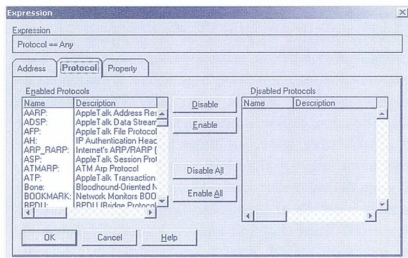 Expression
Expression
Protocol == Any
Address Protocol Property
Enabled Protocols
Name Description
AARP: AppleTalk Address Res
ADSP: AppleTalk Data Stream
AFP: AppleTalk File Protocol
AH: IP Authentication Head
ARP_RARP: Internet's ARP/RARP (
ASP: AppleTalk Session Prot
ATMARP: ATM Arp Protocol
ATP: AppleTalk Transaction
Bone: Bloodhound-Oriented N
BOOKMARK: Network Monitors BOO
BPDU: BPDU (Bridge Protocol
Disable
Enable
Disable All
Enable All
Disabled Protocols
Name Description
OK Cancel Help